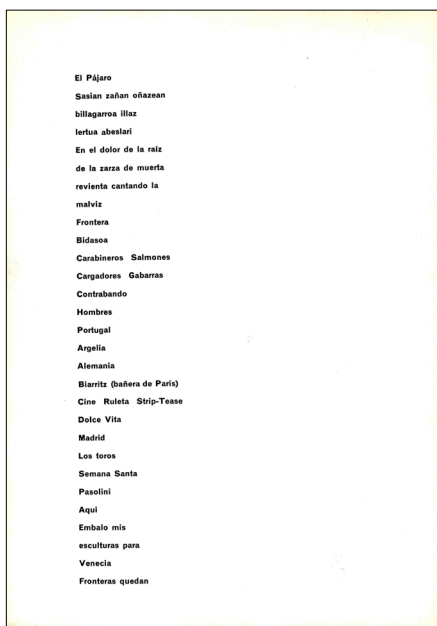 El Pájaro
Sasian zañan oñazean
billagarroa illaz
lertua abeslari
En el dolor de la raiz
de la zarza de muerta
revienta cantando la
malviz
Frontera
Bidasoa
Carabineros Salmones
Cargadores Gabarras
Contrabando
Hombres
Portugal
Argelia
Alemania
Biarritz (bañera de Paris)
Cine Ruleta Strip-Tease
Dolce Vita
Madrid
Los toros
Semana Santa
Pasolini
Aqui
Embalo mis
esculturas para
Venecia
Fronteras quedan